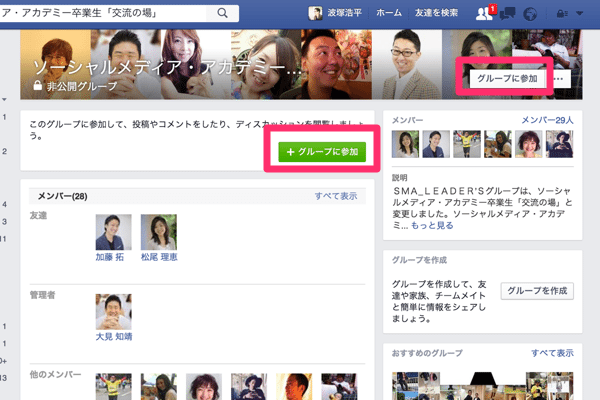 ア・アカデミー卒業生「交流の場」
波塚浩平
ホーム
友達を検索
1
ソーシャルメディア・アカデミー...
非公開グループ
グループに参加
...
このグループに参加して、投稿やコメントをしたり、ディスカッションを閲覧しましょ
う。
+ グループに参加
メンバー(28)
すべて表示
友達
加藤 拓
松尾 理恵
管理者
大見 知靖
他のメンバー
メンバー
メンバー29人
説明
SMA_LEADER'Sグループは、ソーシャ
ルメディア・アカデミー卒業生「交流の場」と
変更しました。ソーシャルメディア・アカデ
ミ... もっと見る
グループを作成
グループを作成して、友
達や家族、チームメイト
と簡単に情報をシェアし
ましょう。
グループを作成
おすすめのグループ
すべて表示
1
2
4
3
11
1
1
0+
13